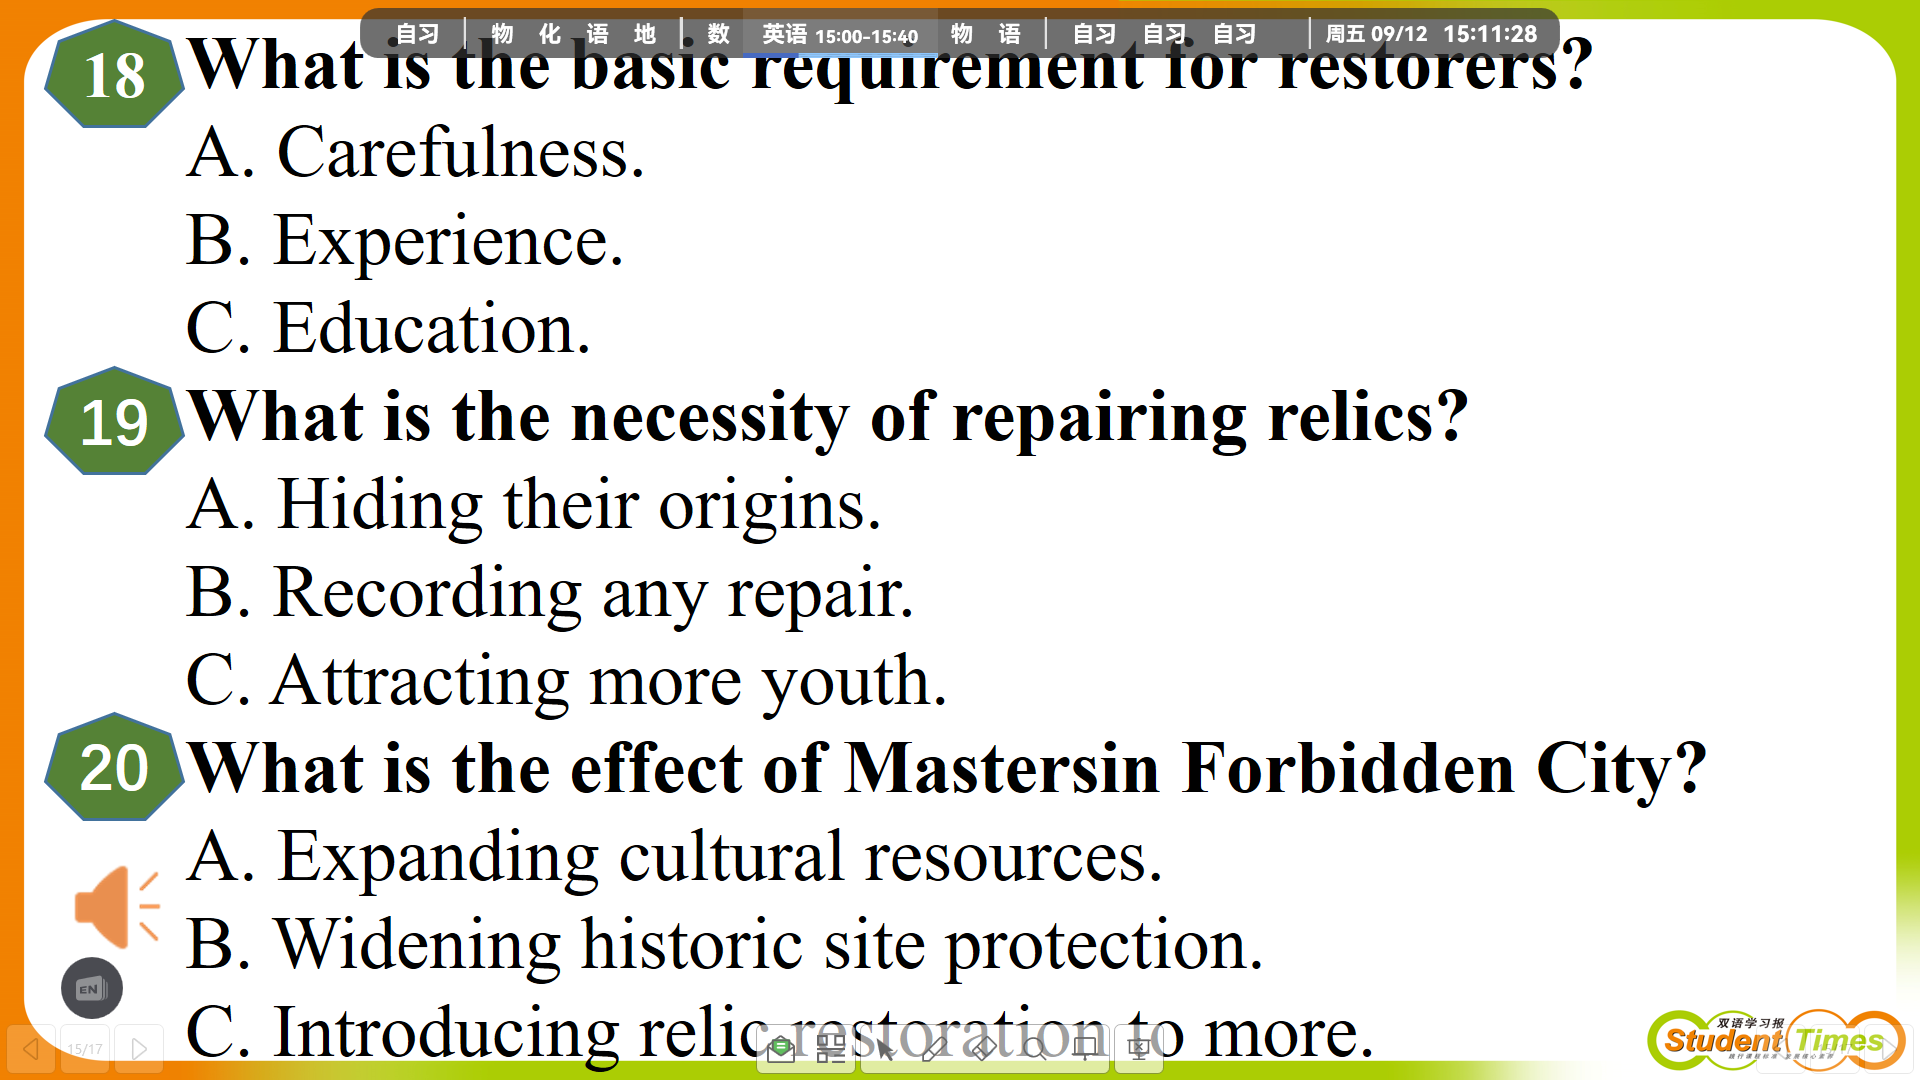 自习 物 化 语 地 数 英语 15:00-15:40 物 语 自习 自习 自习 周五 09/12 15:11:28
18 What is the basic requirement for restorers?
A. Carefulness.
B. Experience.
C. Education.
19 What is the necessity of repairing relics?
A. Hiding their origins.
B. Recording any repair.
C. Attracting more youth.
20 What is the effect of Mastersin Forbidden City?
A. Expanding cultural resources.
B. Widening historic site protection.
EN
C. Introducing relic restoration to more.
15/17
双语学习报
Student Times